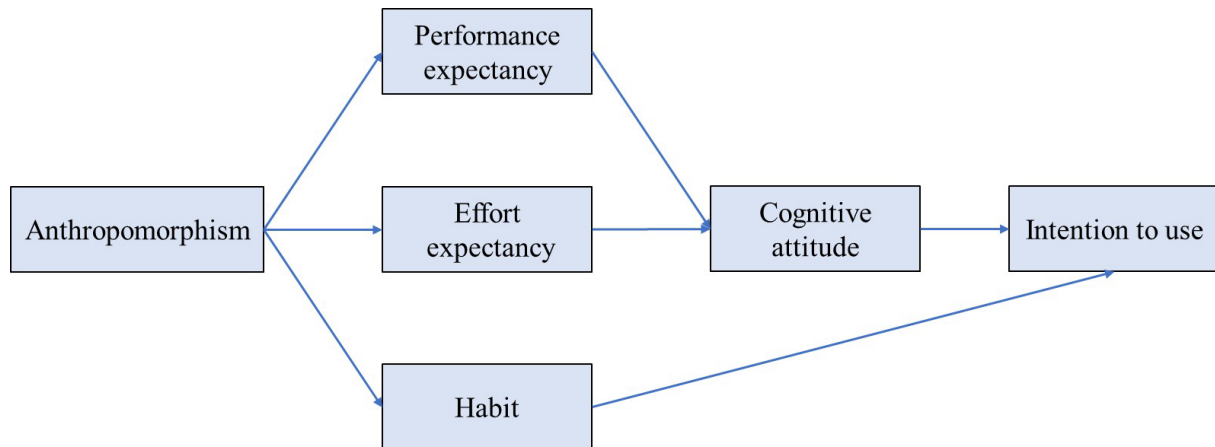 Performance
expectancy
Anthropomorphism
Effort
expectancy
Cognitive
attitude
Intention to use
Habit